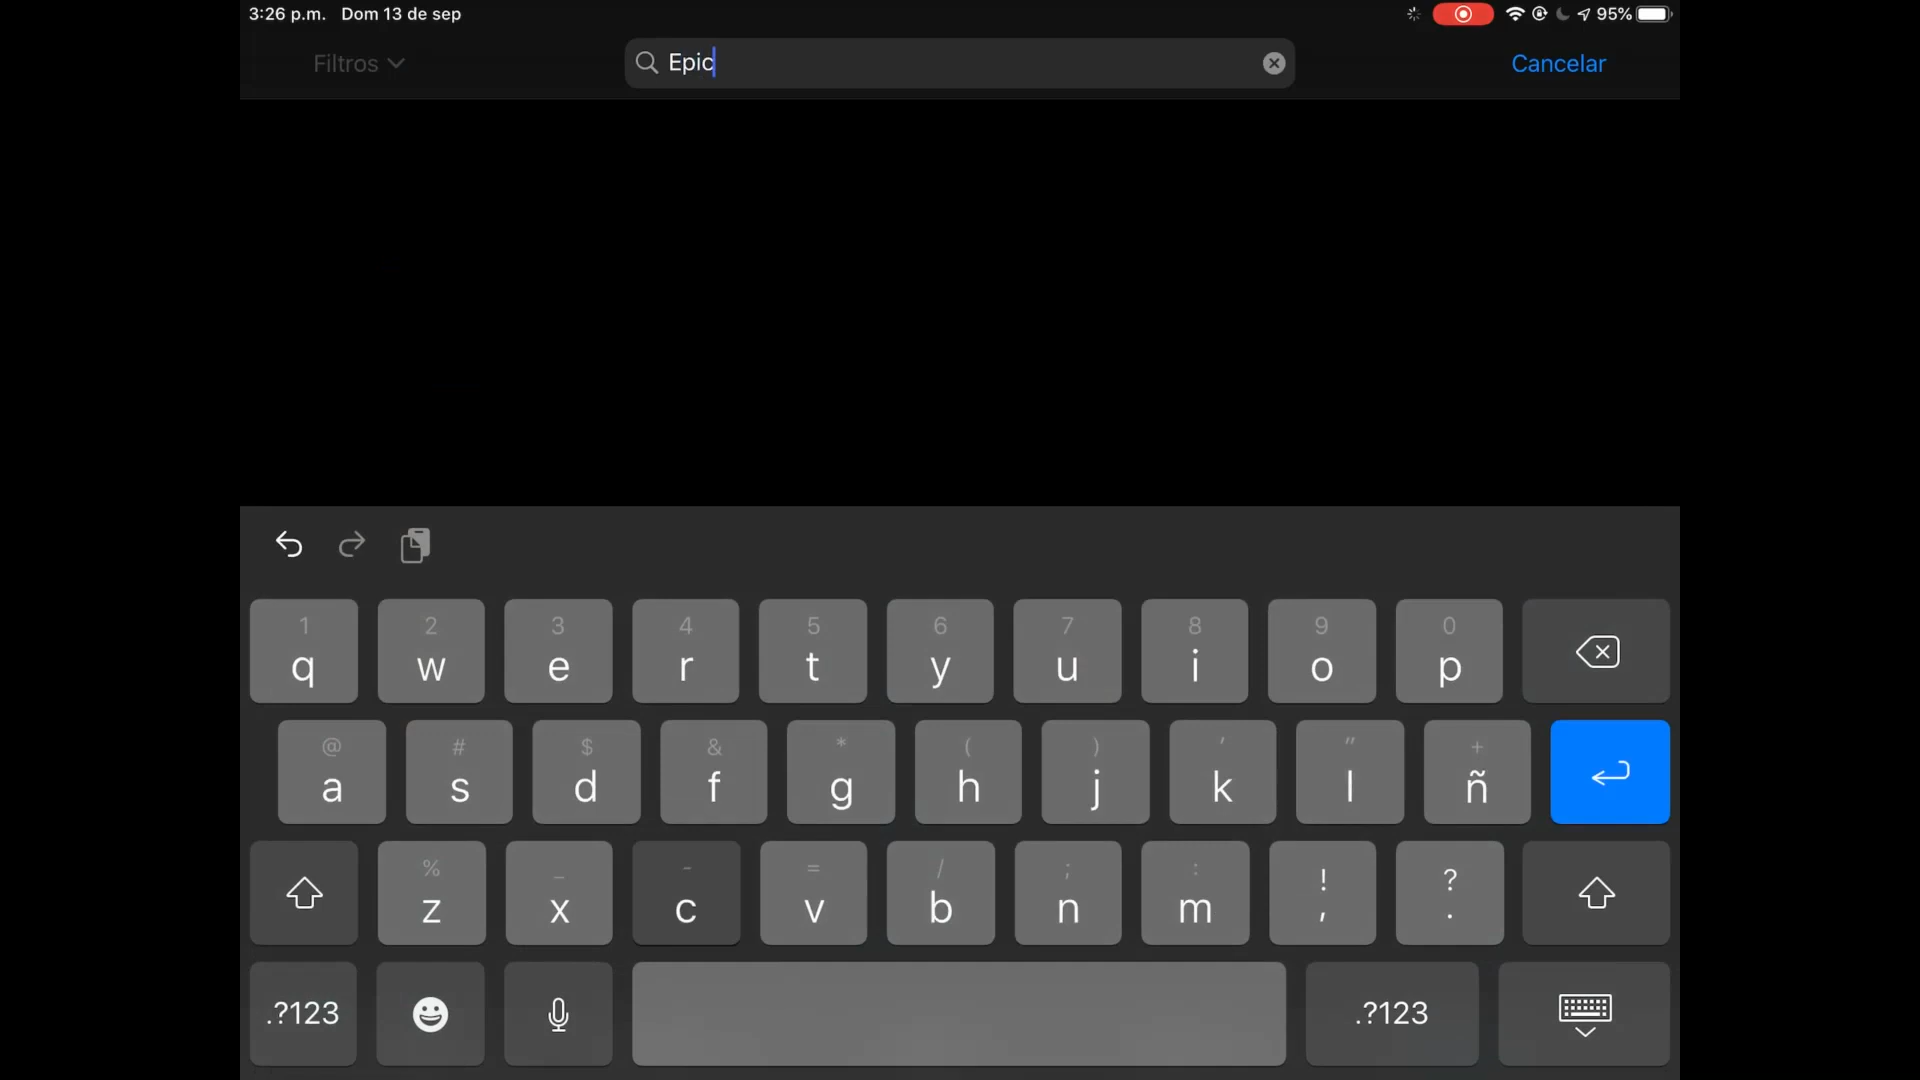 3:26 p.m. Dom 13 de sep 95%
Filtros Epic Cancelar
1 2 3 4 5 6 7 8 9 0
q w e r t y u i o p
@ # $ & * ( ) ' " +
a s d f g h j k l ñ
% _ - = / ; : ! ?
z x c v b n m , .
.?123 .?123